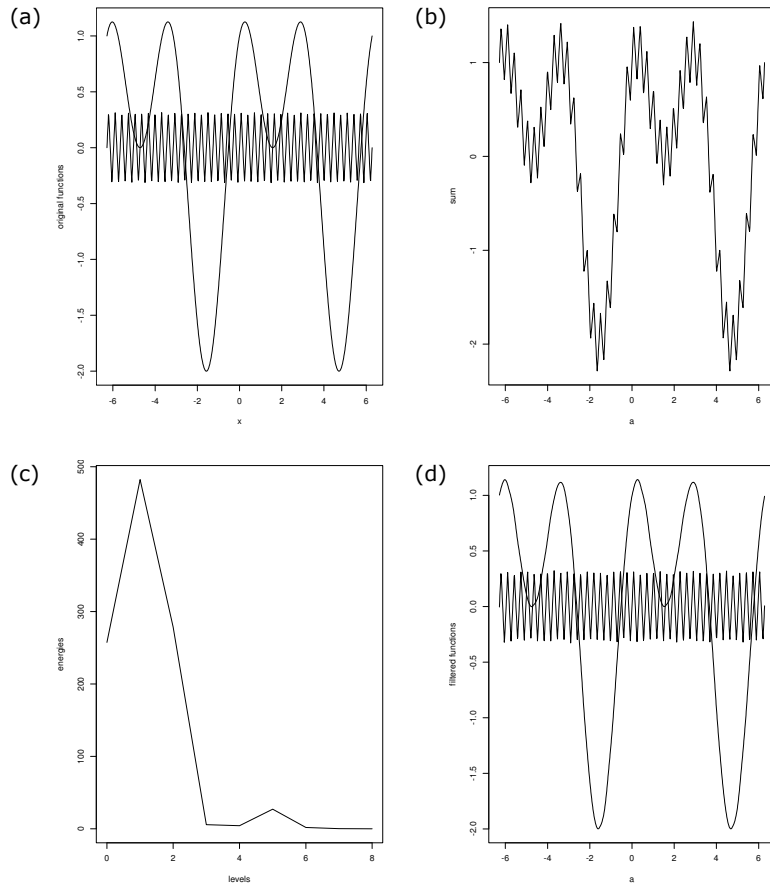 (a)
original functions
1.0
0.5
0.0
-0.5
-1.0
-1.5
-2.0
-6 -4 -2 0 2 4 6
x
(b)
sum
1
0
-1
-2
-6 -4 -2 0 2 4 6
a
(c)
energies
500
400
300
200
100
0
0 2 4 6 8
levels
(d)
filtered functions
1.0
0.5
0.0
-0.5
-1.0
-1.5
-2.0
-6 -4 -2 0 2 4 6
a